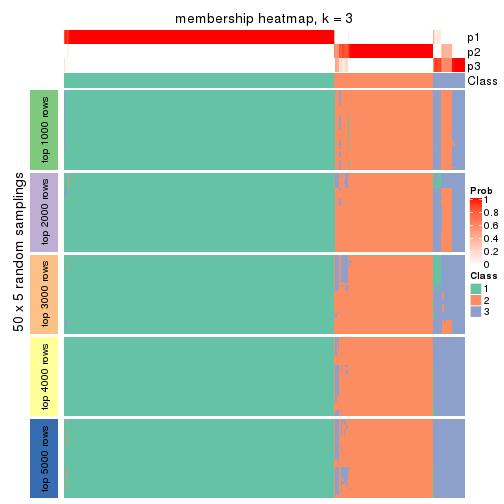 membership heatmap, k = 3
p1
p2
p3
Class
50 x 5 random samplings
top 1000 rows
top 2000 rows
top 3000 rows
top 4000 rows
top 5000 rows
Prob
1
0.8
0.6
0.4
0.2
0
Class
1
2
3